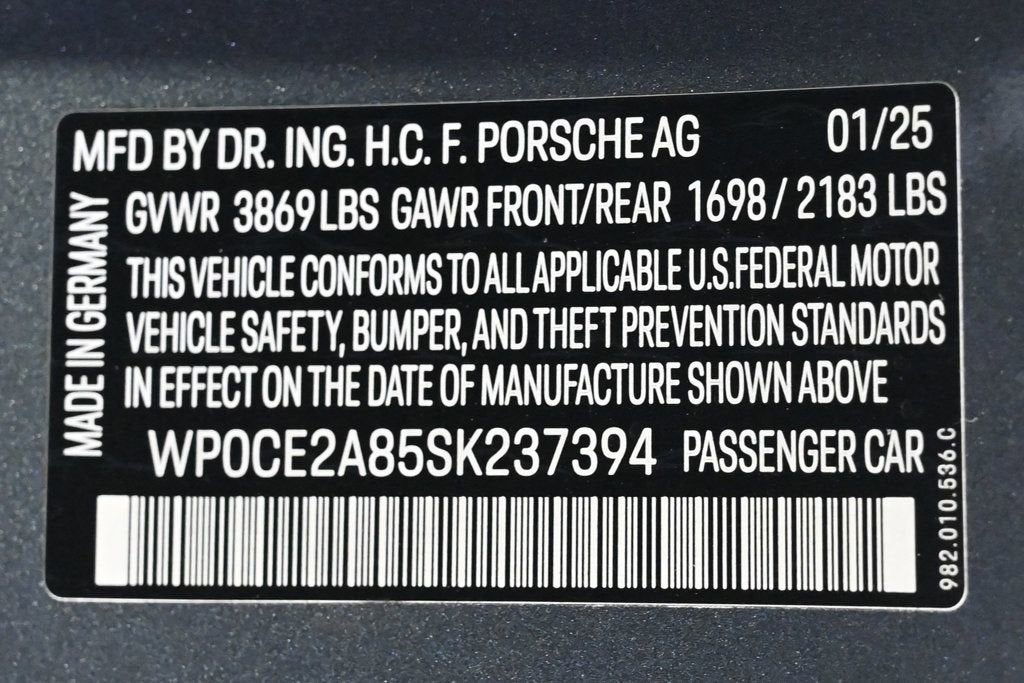 MFD BY DR. ING. H.C. F. PORSCHE AG 01/25
GVWR 3869 LBS GAWR FRONT/REAR 1698 / 2183 LBS
THIS VEHICLE CONFORMS TO ALL APPLICABLE U.S.FEDERAL MOTOR
VEHICLE SAFETY, BUMPER, AND THEFT PREVENTION STANDARDS
IN EFFECT ON THE DATE OF MANUFACTURE SHOWN ABOVE
WP0CE2A85SK237394 PASSENGER CAR
MADE IN GERMANY
982.010.536.C